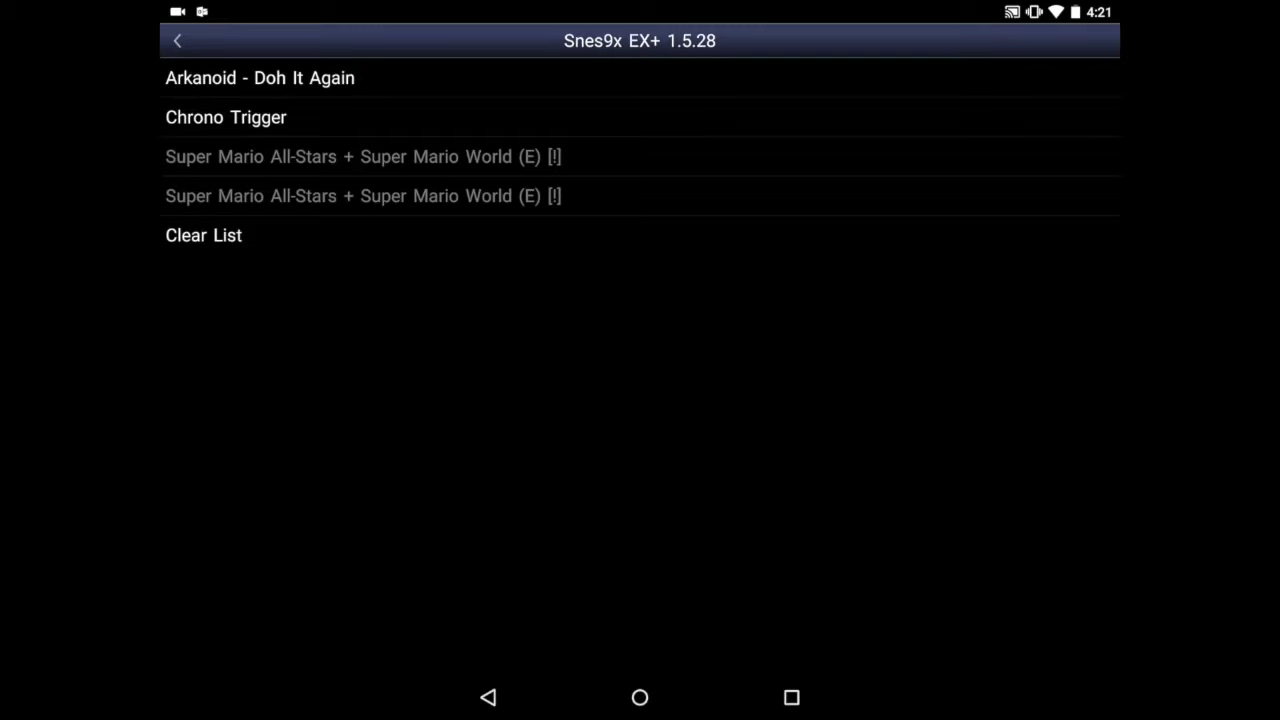 4:21
Snes9x EX+ 1.5.28
Arkanoid - Doh It Again
Chrono Trigger
Super Mario All-Stars + Super Mario World (E) [!]
Super Mario All-Stars + Super Mario World (E) [!]
Clear List